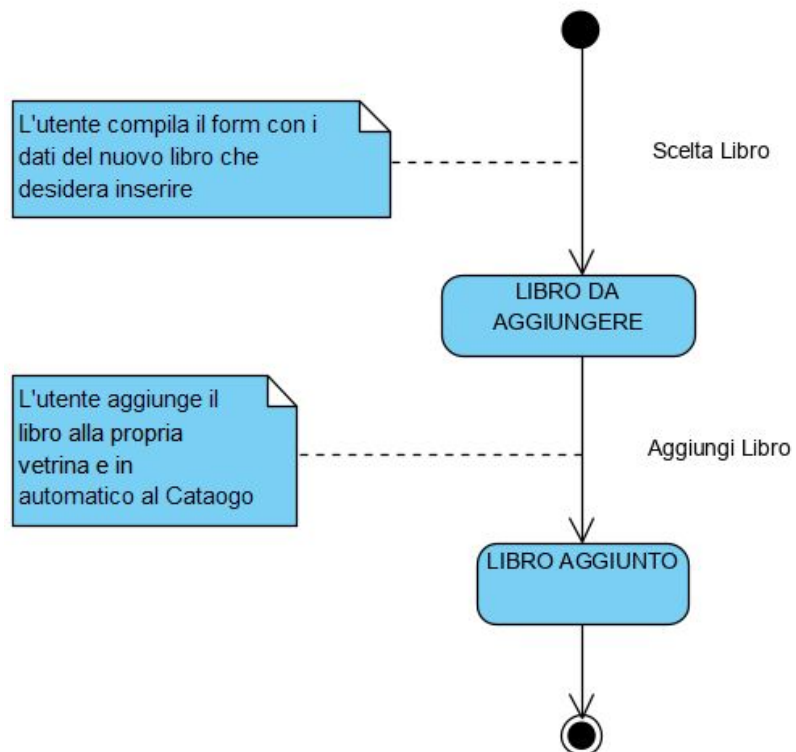 L'utente compila il form con i
dati del nuovo libro che
desidera inserire
Scelta Libro
LIBRO DA
AGGIUNGERE
L'utente aggiunge il
libro alla propria
vetrina e in
automatico al Cataogo
Aggiungi Libro
LIBRO AGGIUNTO